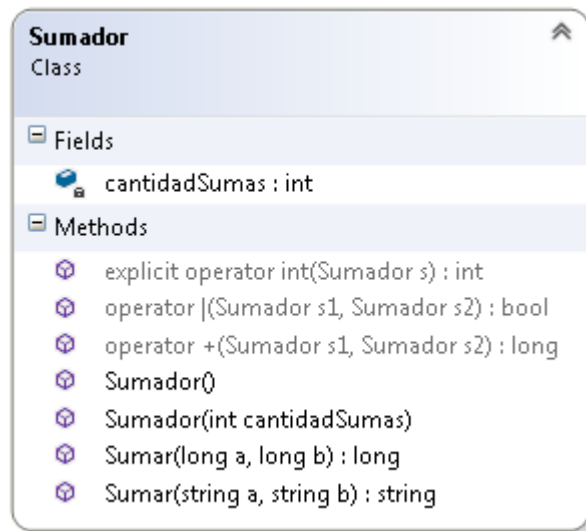 Sumador
Class
Fields
cantidadSumas : int
Methods
explicit operator int(Sumador s) : int
operator |(Sumador s1, Sumador s2) : bool
operator +(Sumador s1, Sumador s2) : long
Sumador()
Sumador(int cantidadSumas)
Sumar(long a, long b) : long
Sumar(string a, string b) : string